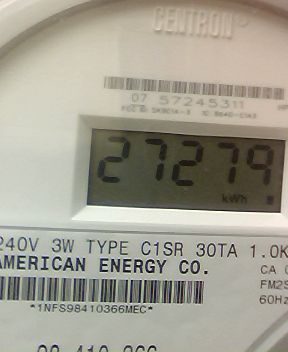 CENTRON
07 57245311
27279
kWh
240V 3W TYPE C1SR 30TA 1.0K
AMERICAN ENERGY CO.
CA
FM2S
60Hz
*1NFS98410366MEC*